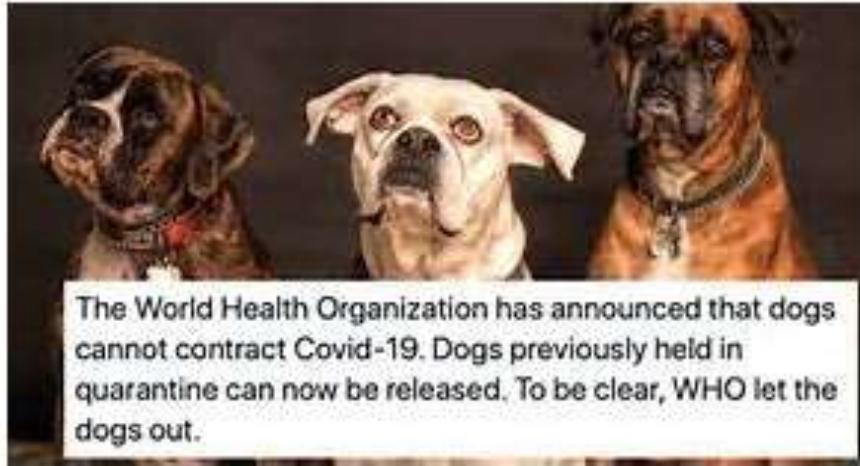 The World Health Organization has announced that dogs
cannot contract Covid-19. Dogs previously held in
quarantine can now be released. To be clear, WHO let the
dogs out.